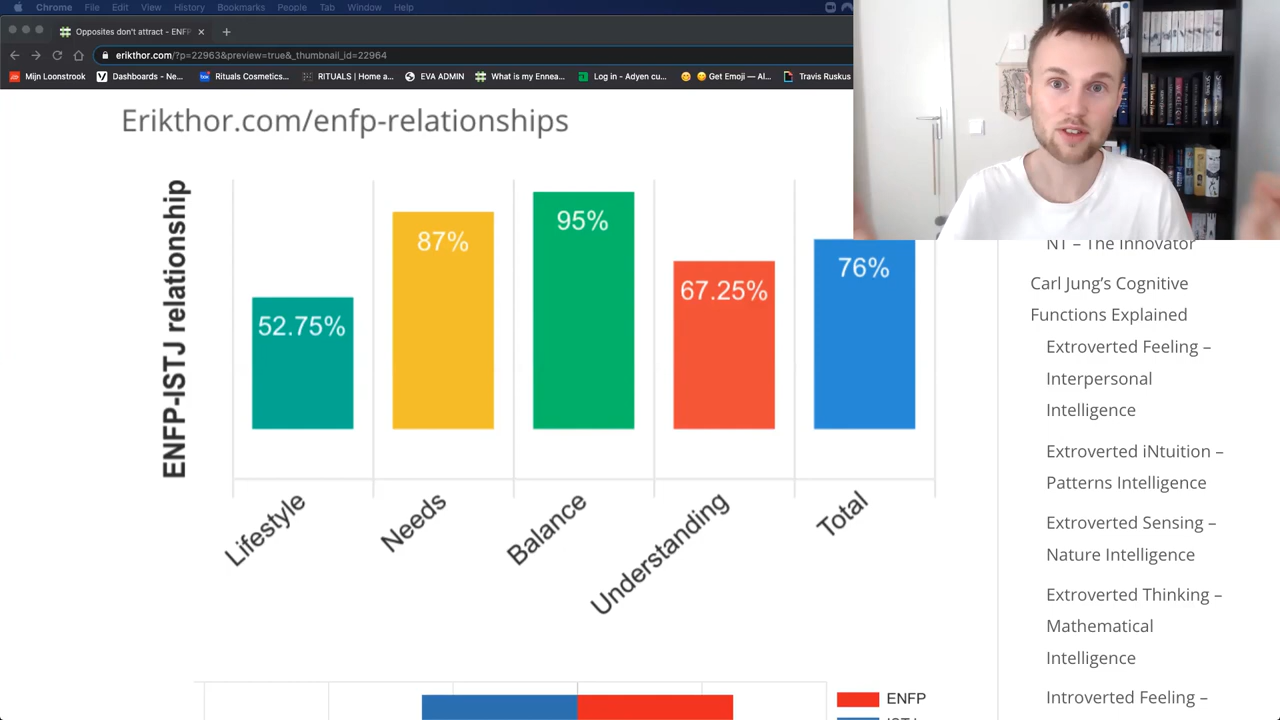 Chrome File Edit View History Bookmarks People Tab Window Help
Opposites don't attract - ENFP
erikthor.com/?p=22963&preview=true&_thumbnail_id=22964
Mijn Loonstrook Dashboards - Ne... Rituals Cosmetics... RITUALS | Home a... EVA ADMIN What is my Ennea... Log in - Adyen cu... Get Emoji — Al... Travis Ruskus
Erikthor.com/enfp-relationships
ENFP-ISTJ relationship
52.75%
87%
95%
67.25%
76%
Lifestyle
Needs
Balance
Understanding
Total
ENFP
ISTJ
NT – The Innovator
Carl Jung's Cognitive
Functions Explained
Extroverted Feeling –
Interpersonal
Intelligence
Extroverted iNtuition –
Patterns Intelligence
Extroverted Sensing –
Nature Intelligence
Extroverted Thinking –
Mathematical
Intelligence
Introverted Feeling –